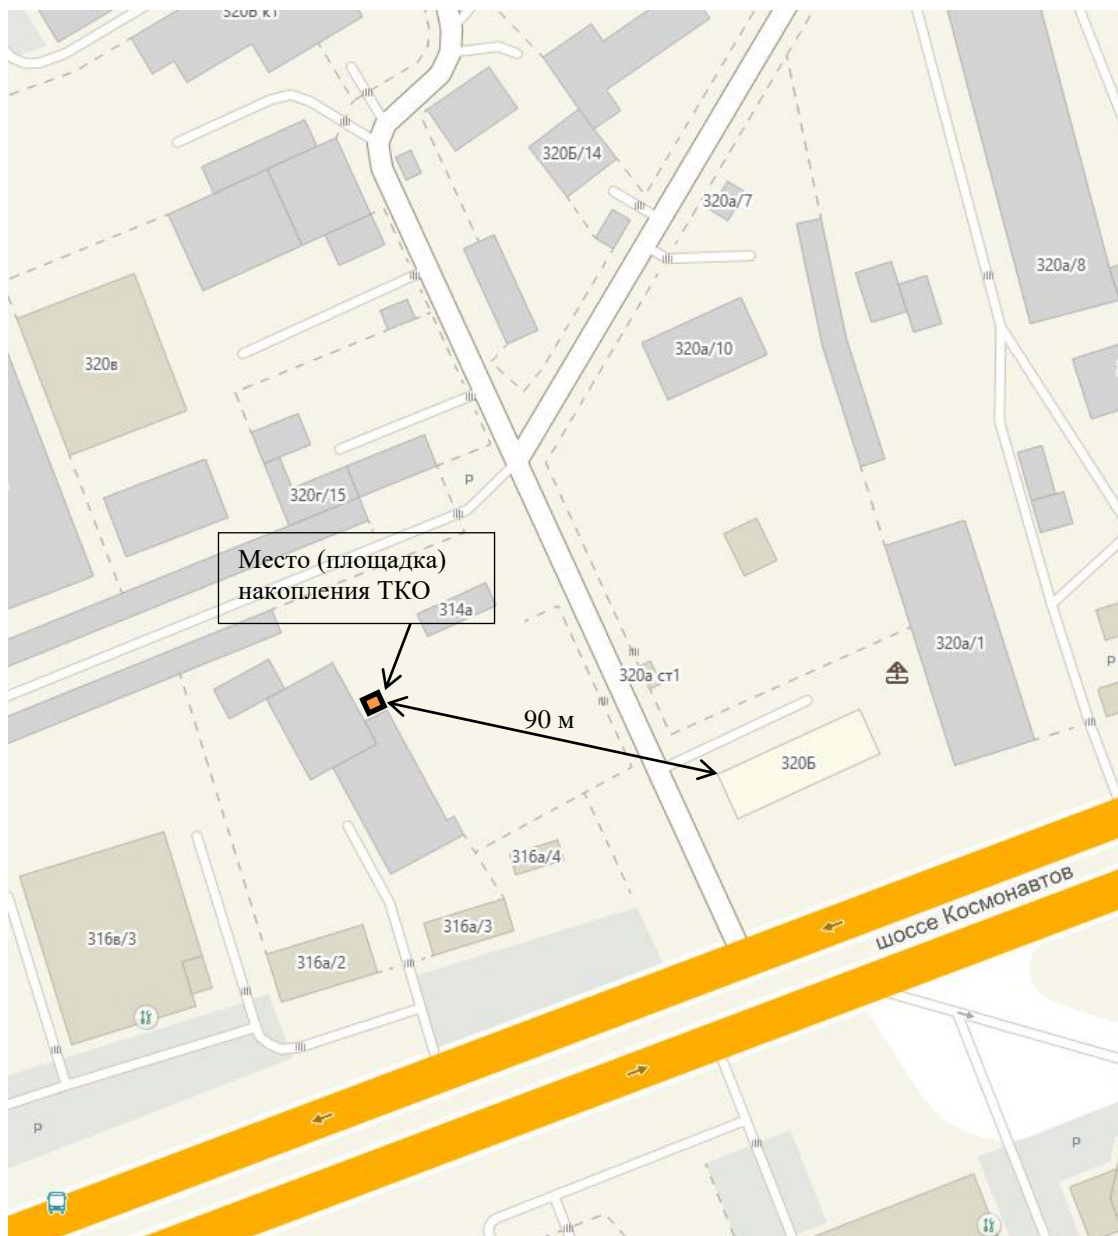 320В к1
320Б/14
320а/7
320а/8
320а/10
320в
P
320г/15
Место (площадка)
накопления ТКО
314а
320а/1
320а ст1
P
90 м
320Б
316а/4
316в/3
316а/3
316а/2
шоссе Космонавтов
P
P